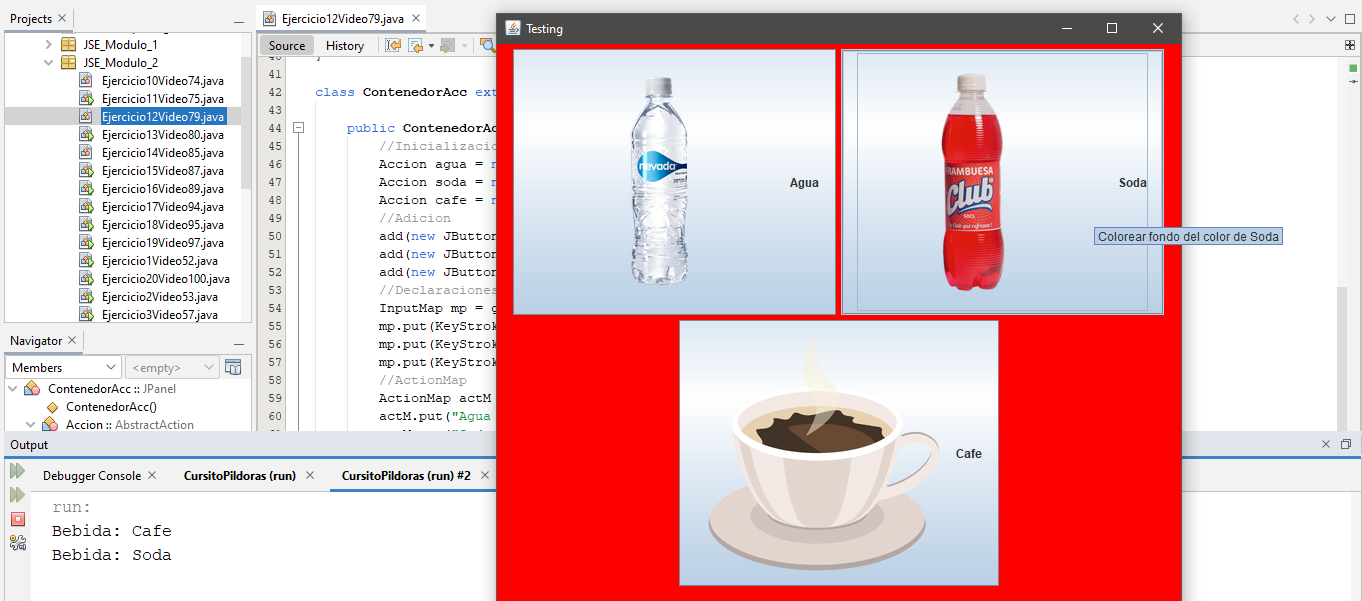 Projects
JSE_Modulo_1
JSE_Modulo_2
Ejercicio10Video74.java
Ejercicio11Video75.java
Ejercicio12Video79.java
Ejercicio13Video80.java
Ejercicio14Video85.java
Ejercicio15Video87.java
Ejercicio16Video89.java
Ejercicio17Video94.java
Ejercicio18Video95.java
Ejercicio19Video97.java
Ejercicio1Video52.java
Ejercicio20Video100.java
Ejercicio2Video53.java
Ejercicio3Video57.java
Navigator
Members
<empty>
ContenedorAcc :: JPanel
ContenedorAcc()
Accion :: AbstractAction
Ejercicio12Video79.java
Source History
41
42 class ContenedorAcc ext
43
44 public ContenedorAc
45 //Inicializacio
46 Accion agua = n
47 Accion soda = n
48 Accion cafe = n
49 //Adicion
50 add(new JButton
51 add(new JButton
52 add(new JButton
53 //Declaraciones
54 InputMap mp = g
55 mp.put(KeyStrok
56 mp.put(KeyStrok
57 mp.put(KeyStrok
58 //ActionMap
59 ActionMap actM
60 actM.put("Agua
Testing
nevada
Agua
FRAMBUESA
Club
Soda
Colorear fondo del color de Soda
Cafe
Output
Debugger Console
CursitoPildoras (run)
CursitoPildoras (run) #2
run:
Bebida: Cafe
Bebida: Soda